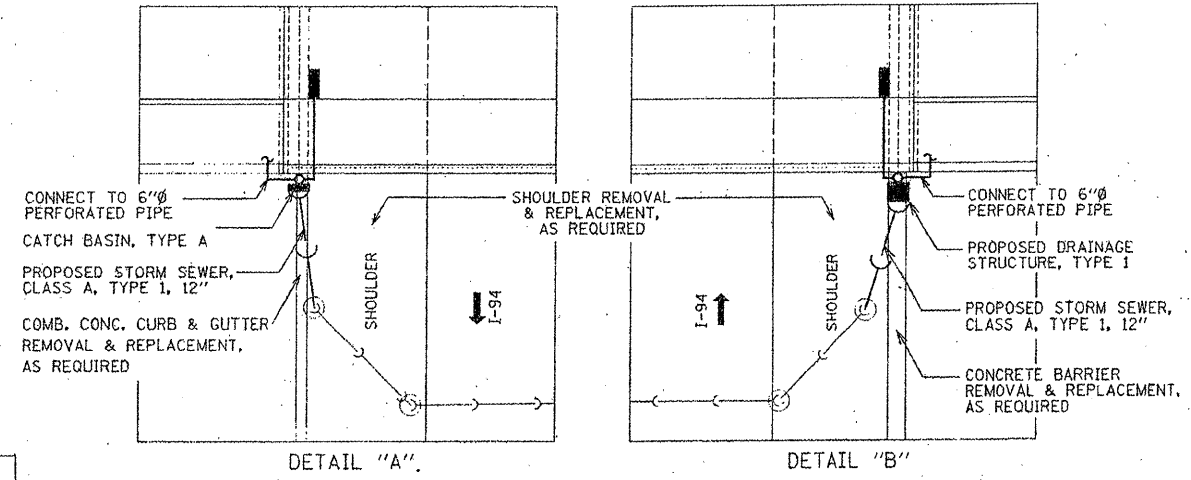 CONNECT TO 6"Ø
PERFORATED PIPE
CATCH BASIN, TYPE A
PROPOSED STORM SEWER,
CLASS A, TYPE 1, 12"
COMB. CONC. CURB & GUTTER
REMOVAL & REPLACEMENT,
AS REQUIRED
SHOULDER
I-94
DETAIL "A".
SHOULDER REMOVAL
& REPLACEMENT,
AS REQUIRED
I-94
SHOULDER
CONNECT TO 6"Ø
PERFORATED PIPE
PROPOSED DRAINAGE
STRUCTURE, TYPE 1
PROPOSED STORM SEWER,
CLASS A, TYPE 1, 12"
CONCRETE BARRIER
REMOVAL & REPLACEMENT,
AS REQUIRED
DETAIL "B"